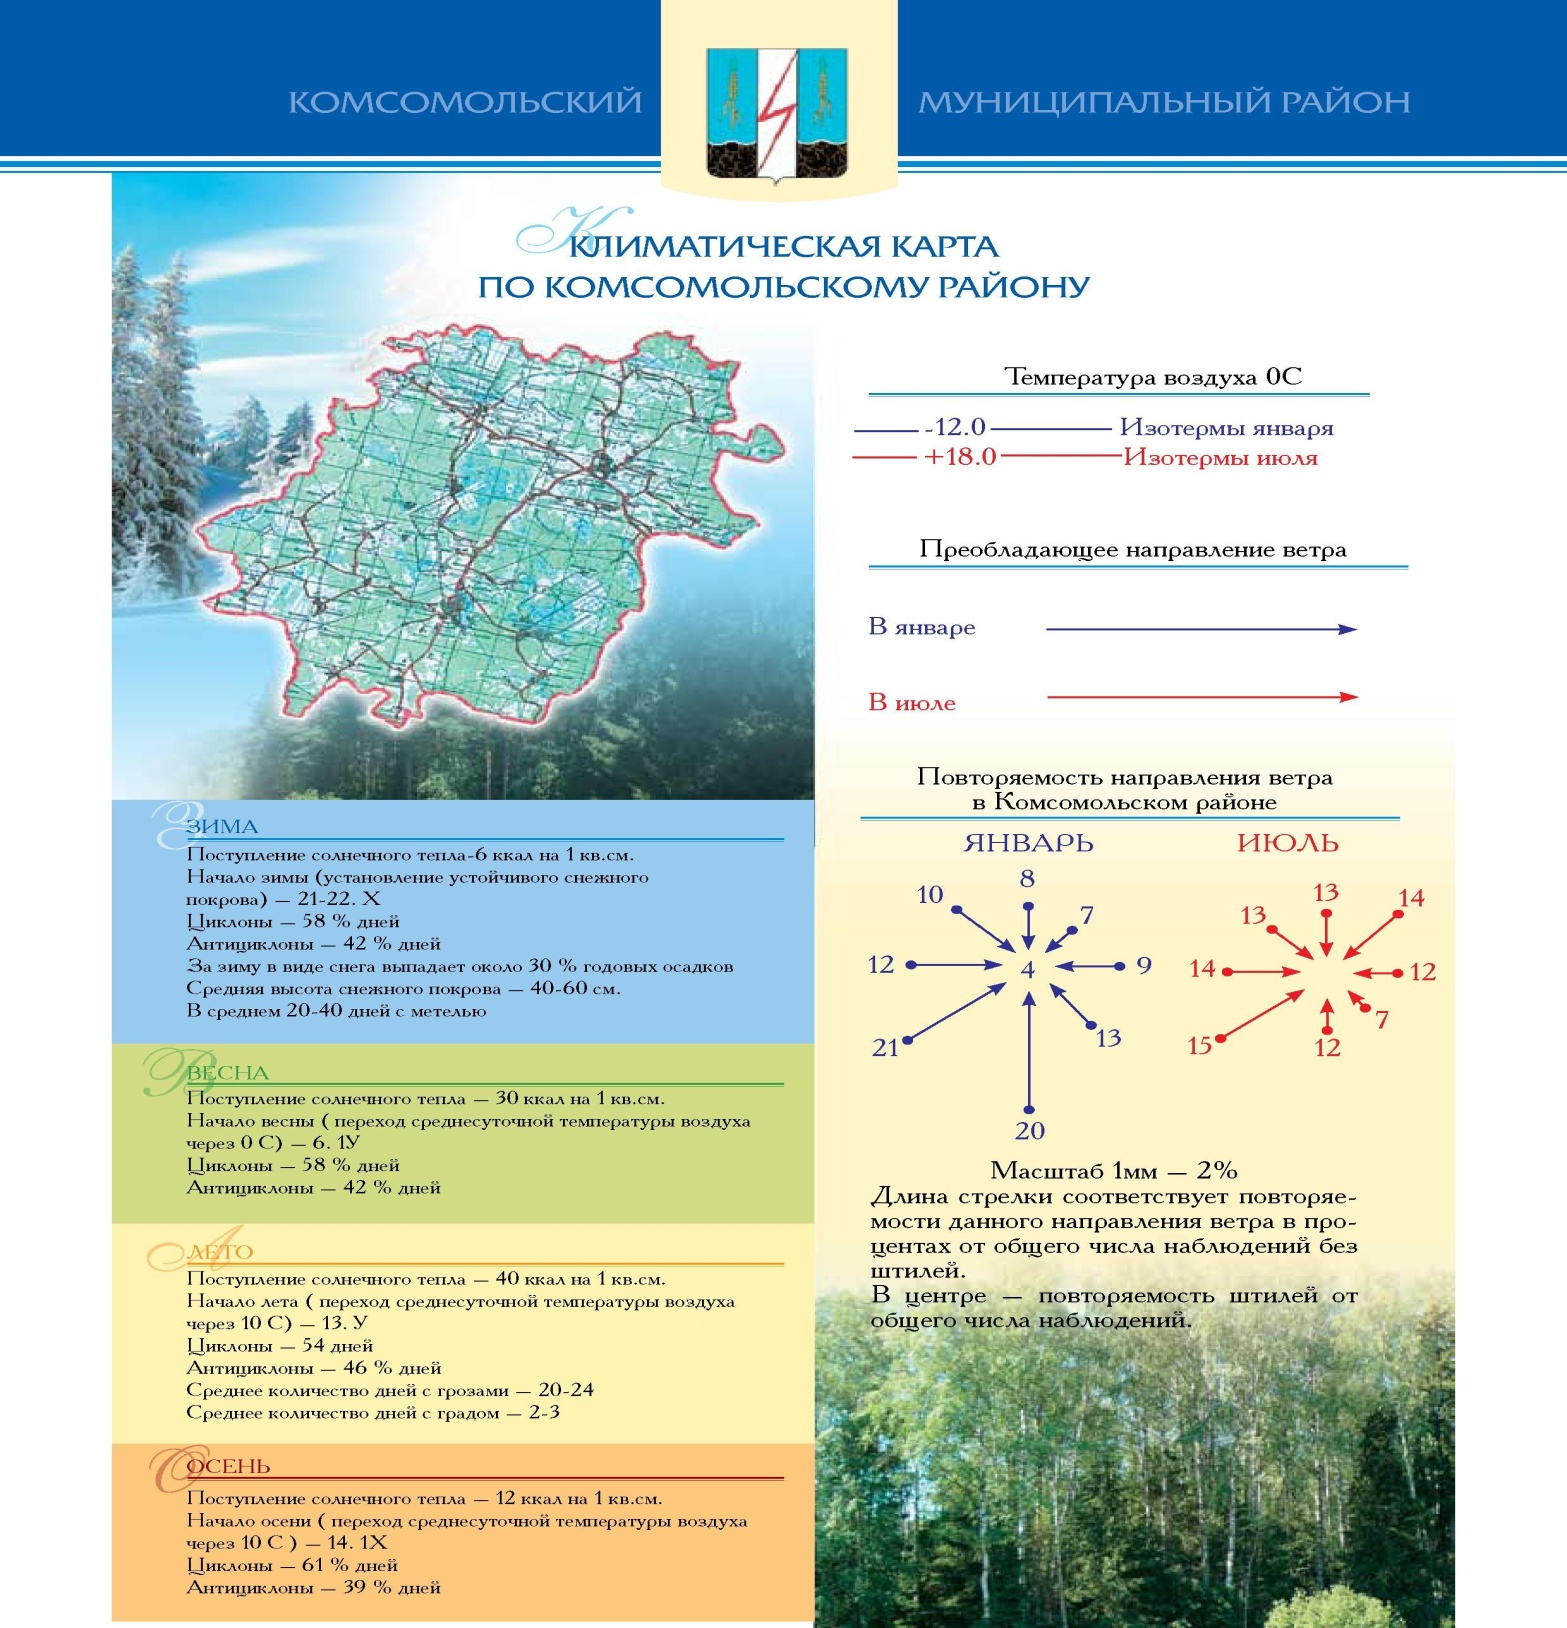 КОМСОМОЛЬСКИЙ МУНИЦИПАЛЬНЫЙ РАЙОН
КЛИМАТИЧЕСКАЯ КАРТА
ПО КОМСОМОЛЬСКОМУ РАЙОНУ
Температура воздуха 0С
-12.0 Изотермы января
+18.0 Изотермы июля
Преобладающее направление ветра
В январе
В июле
Повторяемость направления ветра
в Комсомольском районе
ЯНВАРЬ ИЮЛЬ
8
10
7
12
4
9
21
13
20
13
13
14
14
12
15
12
7
Масштаб 1мм — 2%
Длина стрелки соответствует повторяе-
мости данного направления ветра в про-
центах от общего числа наблюдений без
штилей.
В центре — повторяемость штилей от
общего числа наблюдений.
ЗИМА
Поступление солнечного тепла-6 ккал на 1 кв.см.
Начало зимы (установление устойчивого снежного
покрова) — 21-22. X
Циклоны — 58 % дней
Антициклоны — 42 % дней
За зиму в виде снега выпадает около 30 % годовых осадков
Средняя высота снежного покрова — 40-60 см.
В среднем 20-40 дней с метелью
ВЕСНА
Поступление солнечного тепла — 30 ккал на 1 кв.см.
Начало весны ( переход среднесуточной температуры воздуха
через 0 С) — 6. 1У
Циклоны — 58 % дней
Антициклоны — 42 % дней
ЛЕТО
Поступление солнечного тепла — 40 ккал на 1 кв.см.
Начало лета ( переход среднесуточной температуры воздуха
через 10 С) — 13. У
Циклоны — 54 дней
Антициклоны — 46 % дней
Среднее количество дней с грозами — 20-24
Среднее количество дней с градом — 2-3
ОСЕНЬ
Поступление солнечного тепла — 12 ккал на 1 кв.см.
Начало осени ( переход среднесуточной температуры воздуха
через 10 С ) — 14. 1Х
Циклоны — 61 % дней
Антициклоны — 39 % дней